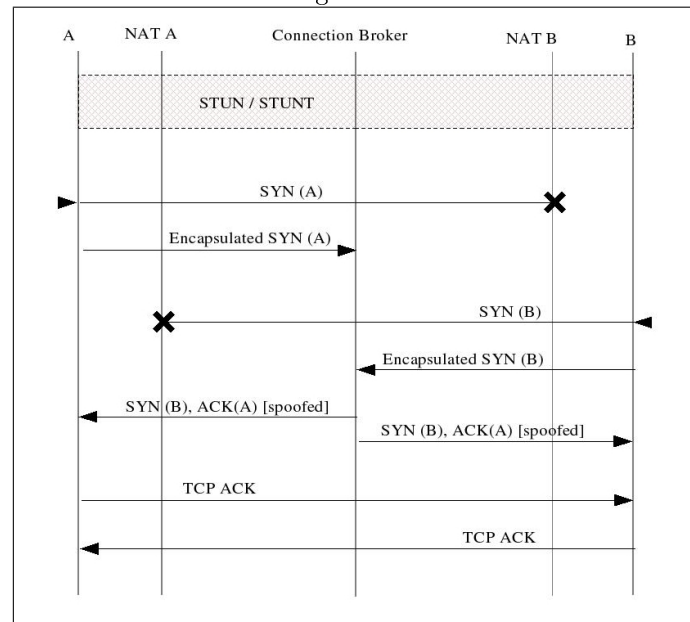 A
NAT A
Connection Broker
NAT B
B
STUN / STUNT
SYN (A)
Encapsulated SYN (A)
SYN (B)
Encapsulated SYN (B)
SYN (B), ACK(A) [spoofed]
SYN (B), ACK(A) [spoofed]
TCP ACK
TCP ACK